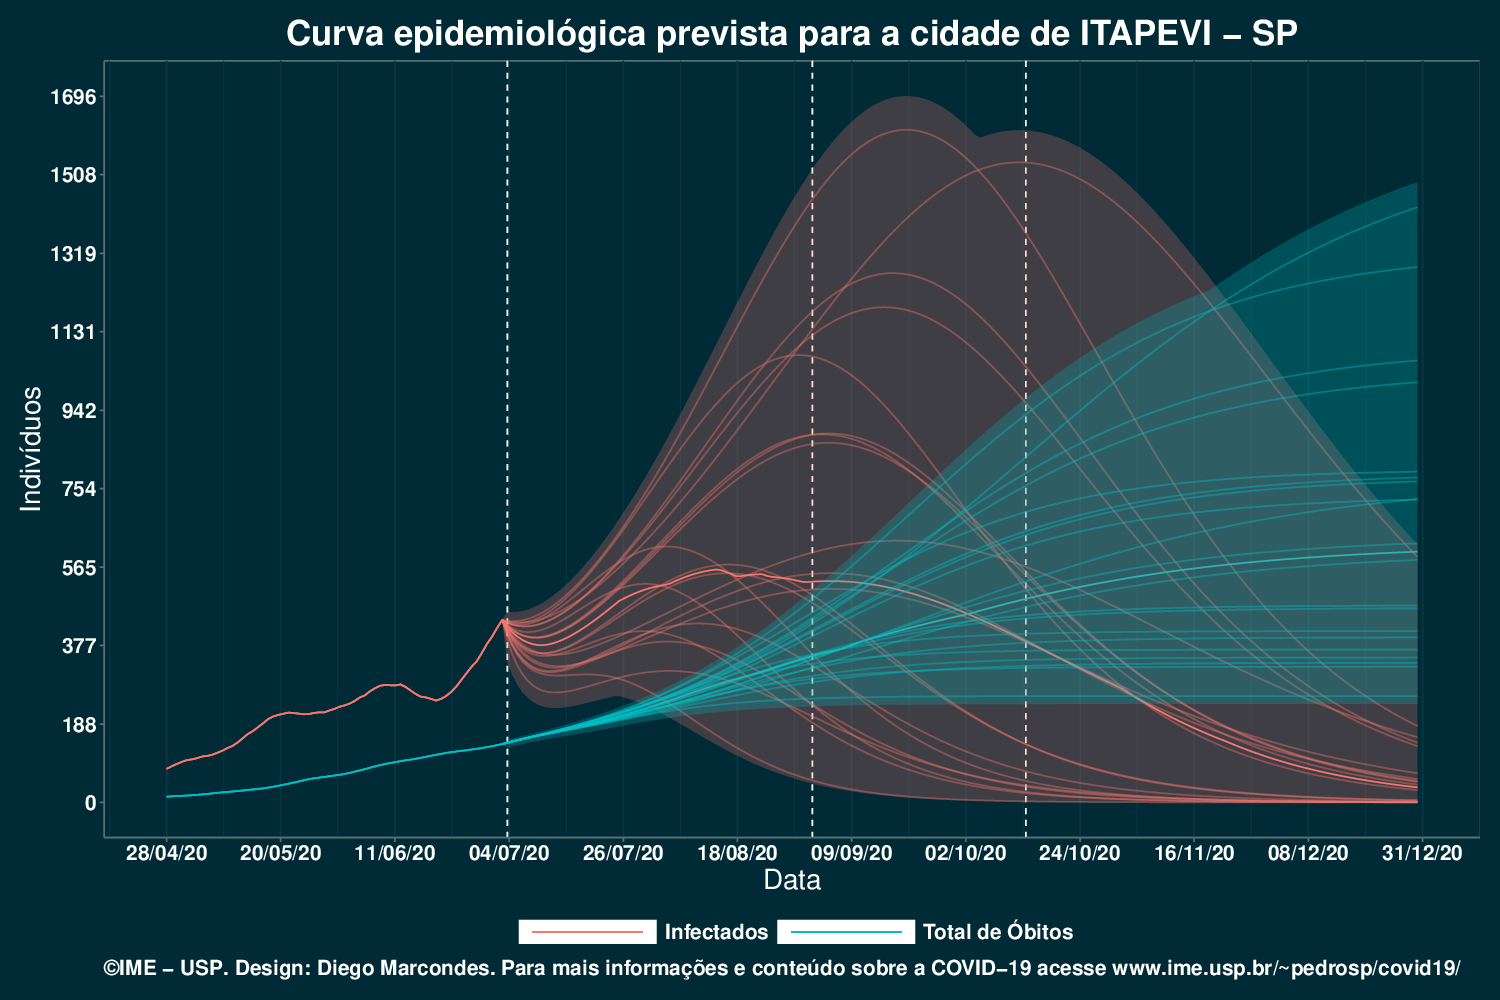 Curva epidemiológica prevista para a cidade de ITAPEVI – SP
Indivíduos
1696
1508
1319
1131
942
754
565
377
188
0
28/04/20 20/05/20 11/06/20 04/07/20 26/07/20 18/08/20 09/09/20 02/10/20 24/10/20 16/11/20 08/12/20 31/12/20
Data
Infectados Total de Óbitos
©IME – USP. Design: Diego Marcondes. Para mais informações e conteúdo sobre a COVID–19 acesse www.ime.usp.br/~pedrosp/covid19/